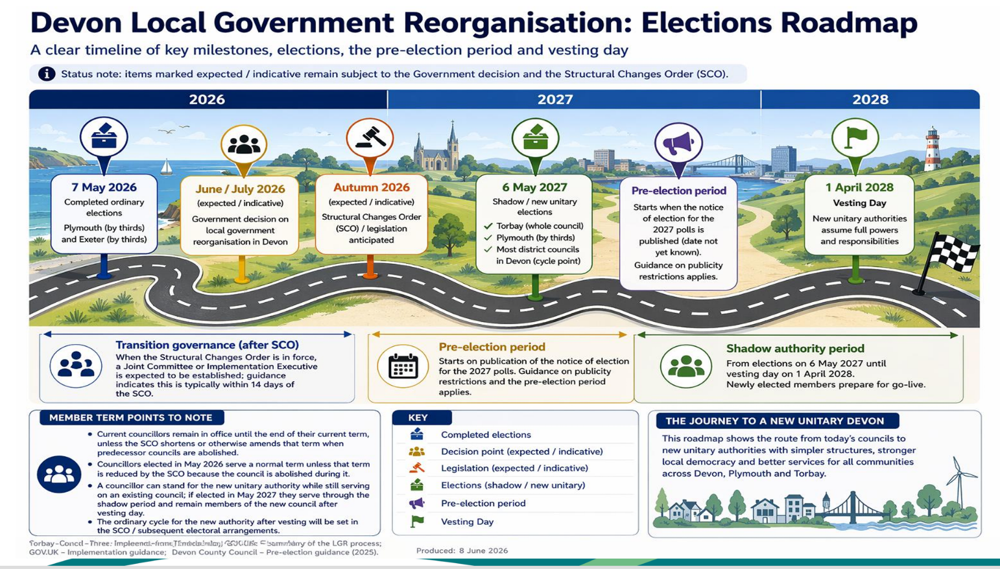 Devon Local Government Reorganisation: Elections Roadmap
A clear timeline of key milestones, elections, the pre-election period and vesting day
Status note: items marked expected / indicative remain subject to the Government decision and the Structural Changes Order (SCO).
2026
2027
2028
7 May 2026
Completed ordinary
elections
Plymouth (by thirds)
and Exeter (by thirds)
June / July 2026
(expected / indicative)
Government decision on
local government
reorganisation in Devon
Autumn 2026
(expected / indicative)
Structural Changes Order
(SCO) / legislation
anticipated
6 May 2027
Shadow / new unitary
elections
Torbay (whole council)
Plymouth (by thirds)
Most district councils
in Devon (cycle point)
Pre-election period
Starts when the notice
of election for the
2027 polls is
published (date not
yet known).
Guidance on publicity
restrictions applies.
1 April 2028
Vesting Day
New unitary authorities
assume full powers
and responsibilities
Transition governance (after SCO)
When the Structural Changes Order is in force,
a Joint Committee or Implementation Executive
is expected to be established; guidance
indicates this is typically within 14 days of
the SCO.
Pre-election period
Starts on publication of the notice of election
for the 2027 polls. Guidance on publicity
restrictions and the pre-election period
applies.
Shadow authority period
From elections on 6 May 2027 until
vesting day on 1 April 2028.
Newly elected members prepare for go-live.
MEMBER TERM POINTS TO NOTE
• Current councillors remain in office until the end of their current term,
unless the SCO shortens or otherwise amends that term when
predecessor councils are abolished.
• Councillors elected in May 2026 serve a normal term unless that term
is reduced by the SCO because the council is abolished during it.
• A councillor can stand for the new unitary authority while still serving
on an existing council; if elected in May 2027 they serve through the
shadow period and remain members of the new council after
vesting day.
• The ordinary cycle for the new authority after vesting will be set in
the SCO / subsequent electoral arrangements.
KEY
Completed elections
Decision point (expected / indicative)
Legislation (expected / indicative)
Elections (shadow / new unitary)
Pre-election period
Vesting Day
THE JOURNEY TO A NEW UNITARY DEVON
This roadmap shows the route from today's councils to
new unitary authorities with simpler structures, stronger
local democracy and better services for all communities
across Devon, Plymouth and Torbay.
of the LGR process;
GOV.UK – Implementation guidance; Devon County Council – Pre-election guidance (2025).
Produced: 8 June 2026